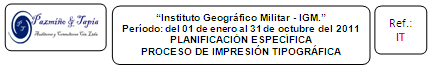 Pazmiño & Tapia
Auditores y Consultores Cía. Ltda.
“Instituto Geográfico Militar - IGM.”
Período: del 01 de enero al 31 de octubre del 2011
PLANIFICACIÓN ESPECÍFICA
PROCESO DE IMPRESIÓN TIPOGRÁFICA
Ref.:
IT